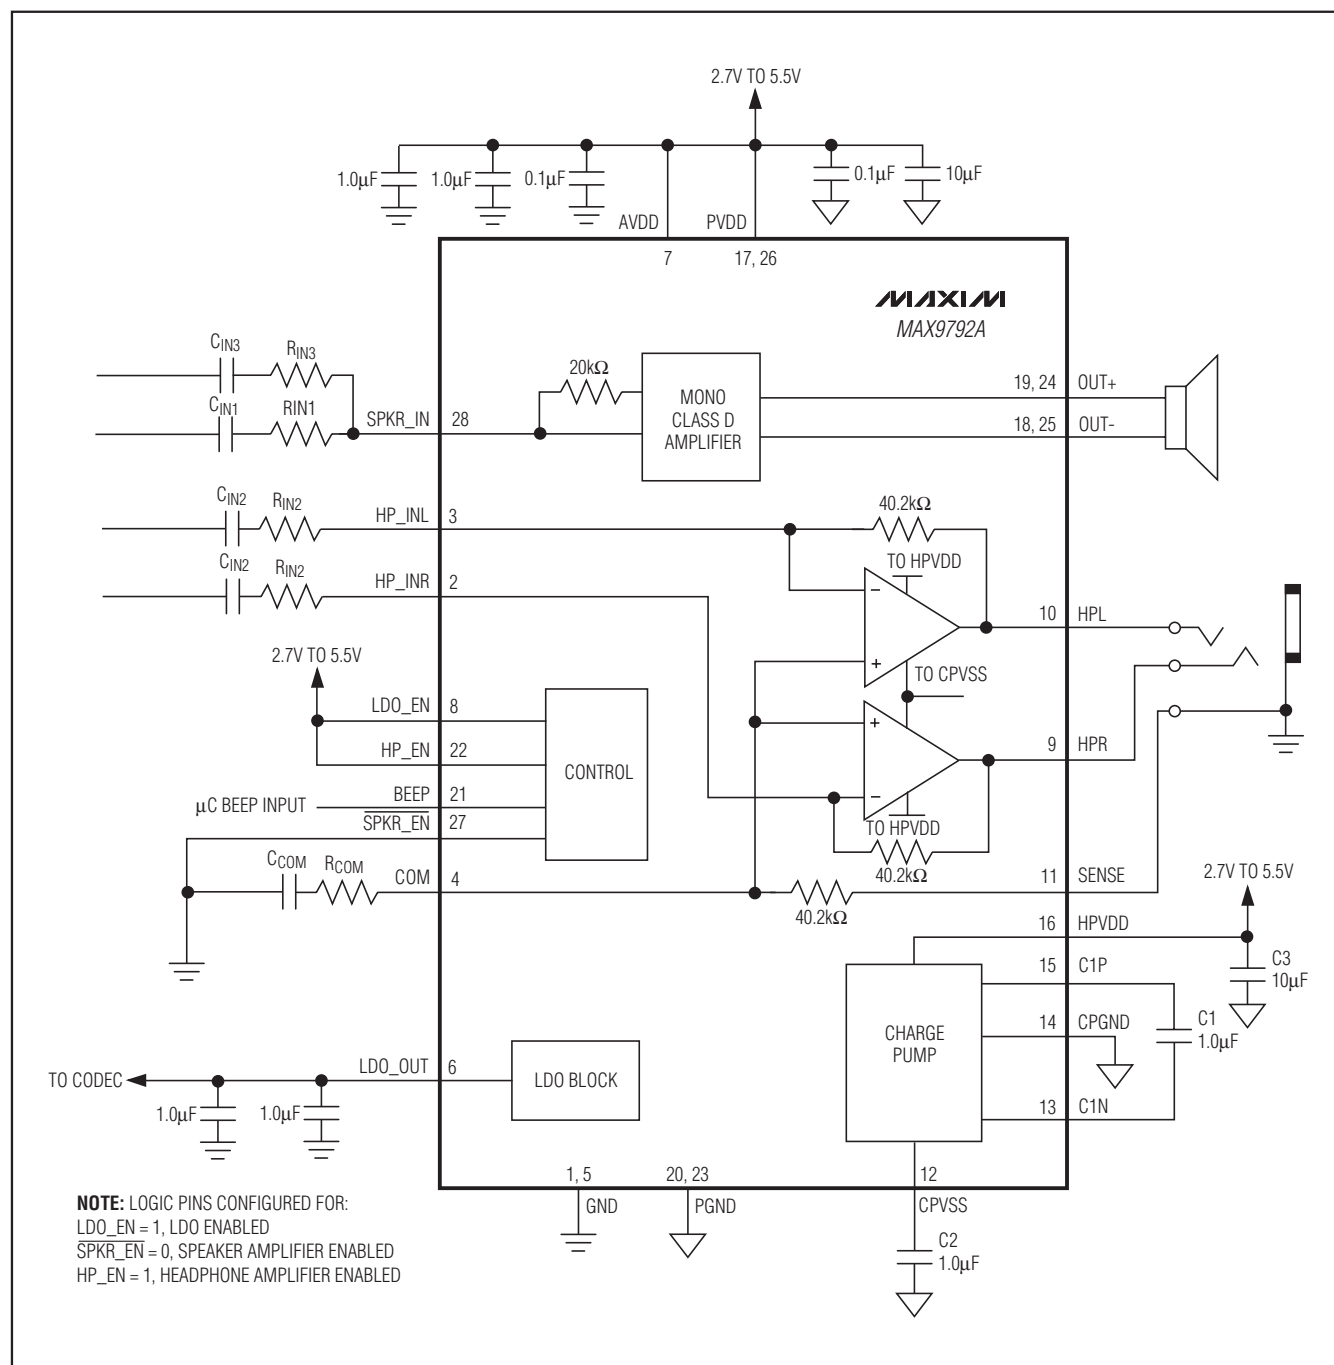 2.7V TO 5.5V
1.0µF
1.0µF
0.1µF
0.1µF
10µF
AVDD
PVDD
7
17, 26
MAXIM
MAX9792A
CIN3
RIN3
20kΩ
MONO
CLASS D
AMPLIFIER
19, 24
OUT+
CIN1
RIN1
SPKR_IN
28
18, 25
OUT-
CIN2
RIN2
HP_INL
3
40.2kΩ
CIN2
RIN2
HP_INR
2
TO HPVDD
−
+
10
HPL
2.7V TO 5.5V
TO CPVSS
LDO_EN
8
HP_EN
22
CONTROL
+
−
9
HPR
µC BEEP INPUT
BEEP
21
SPKR_EN
27
TO HPVDD
40.2kΩ
CCOM
RCOM
COM
4
40.2kΩ
11
SENSE
2.7V TO 5.5V
16
HPVDD
C3
10µF
15
C1P
CHARGE
PUMP
14
CPGND
C1
1.0µF
13
C1N
TO CODEC
LDO_OUT
6
LDO BLOCK
1.0µF
1.0µF
1, 5
GND
20, 23
PGND
12
CPVSS
C2
1.0µF
NOTE: LOGIC PINS CONFIGURED FOR:
LDO_EN = 1, LDO ENABLED
SPKR_EN = 0, SPEAKER AMPLIFIER ENABLED
HP_EN = 1, HEADPHONE AMPLIFIER ENABLED